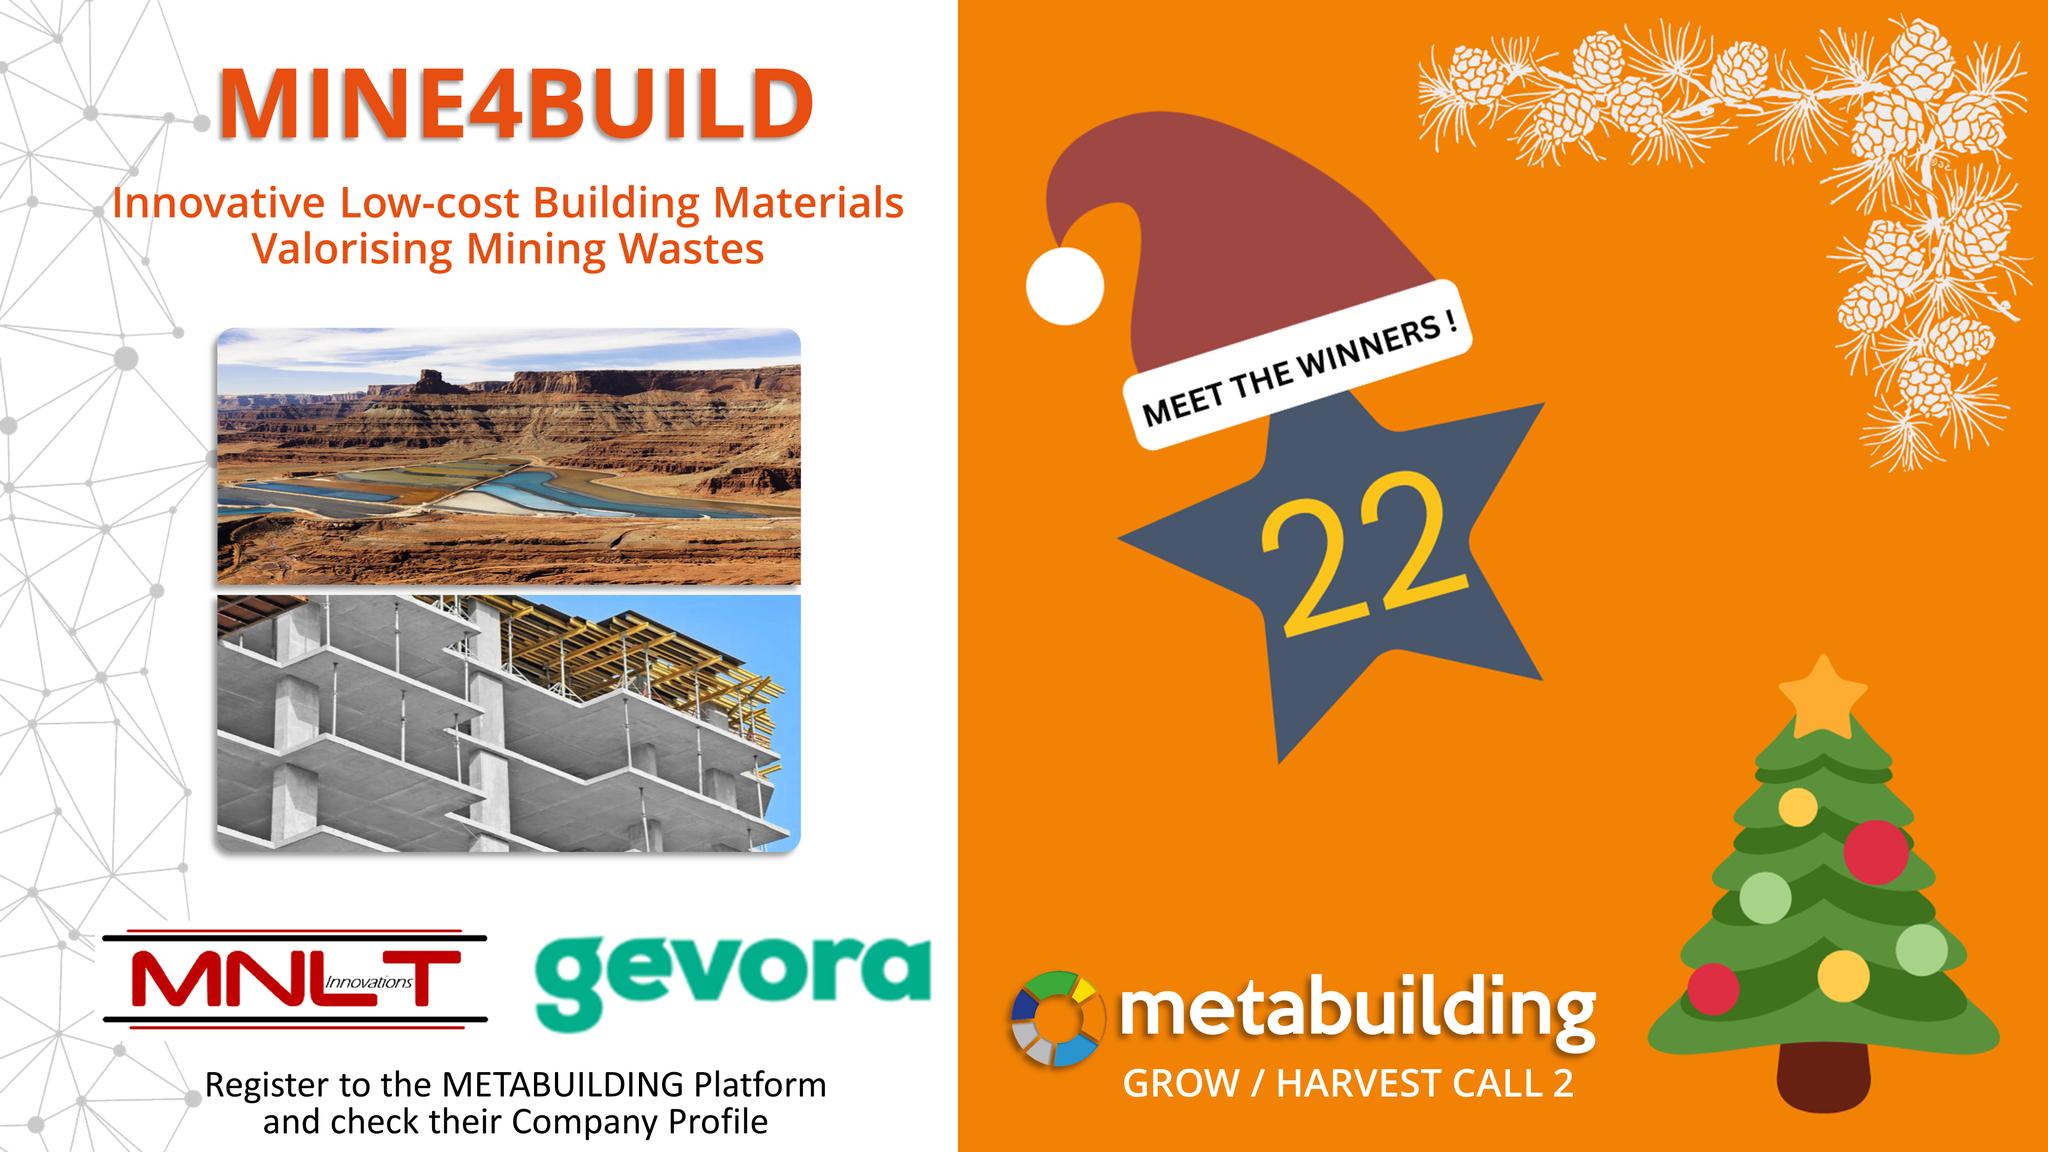 MINE4BUILD
Innovative Low-cost Building Materials
Valorising Mining Wastes
MNLT
Innovations
gevora
Register to the METABUILDING Platform
and check their Company Profile
MEET THE WINNERS !
22
metabuilding
GROW / HARVEST CALL 2